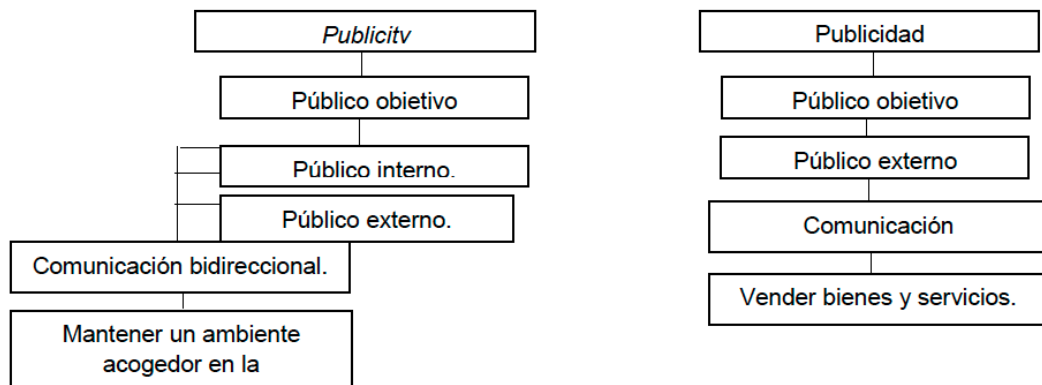 Publicitv
Público obietivo
Público interno.
Público externo.
Comunicación bidireccional.
Mantener un ambiente
acogedor en la
Publicidad
Público obietivo
Público externo
Comunicación
Vender bienes y servicios.